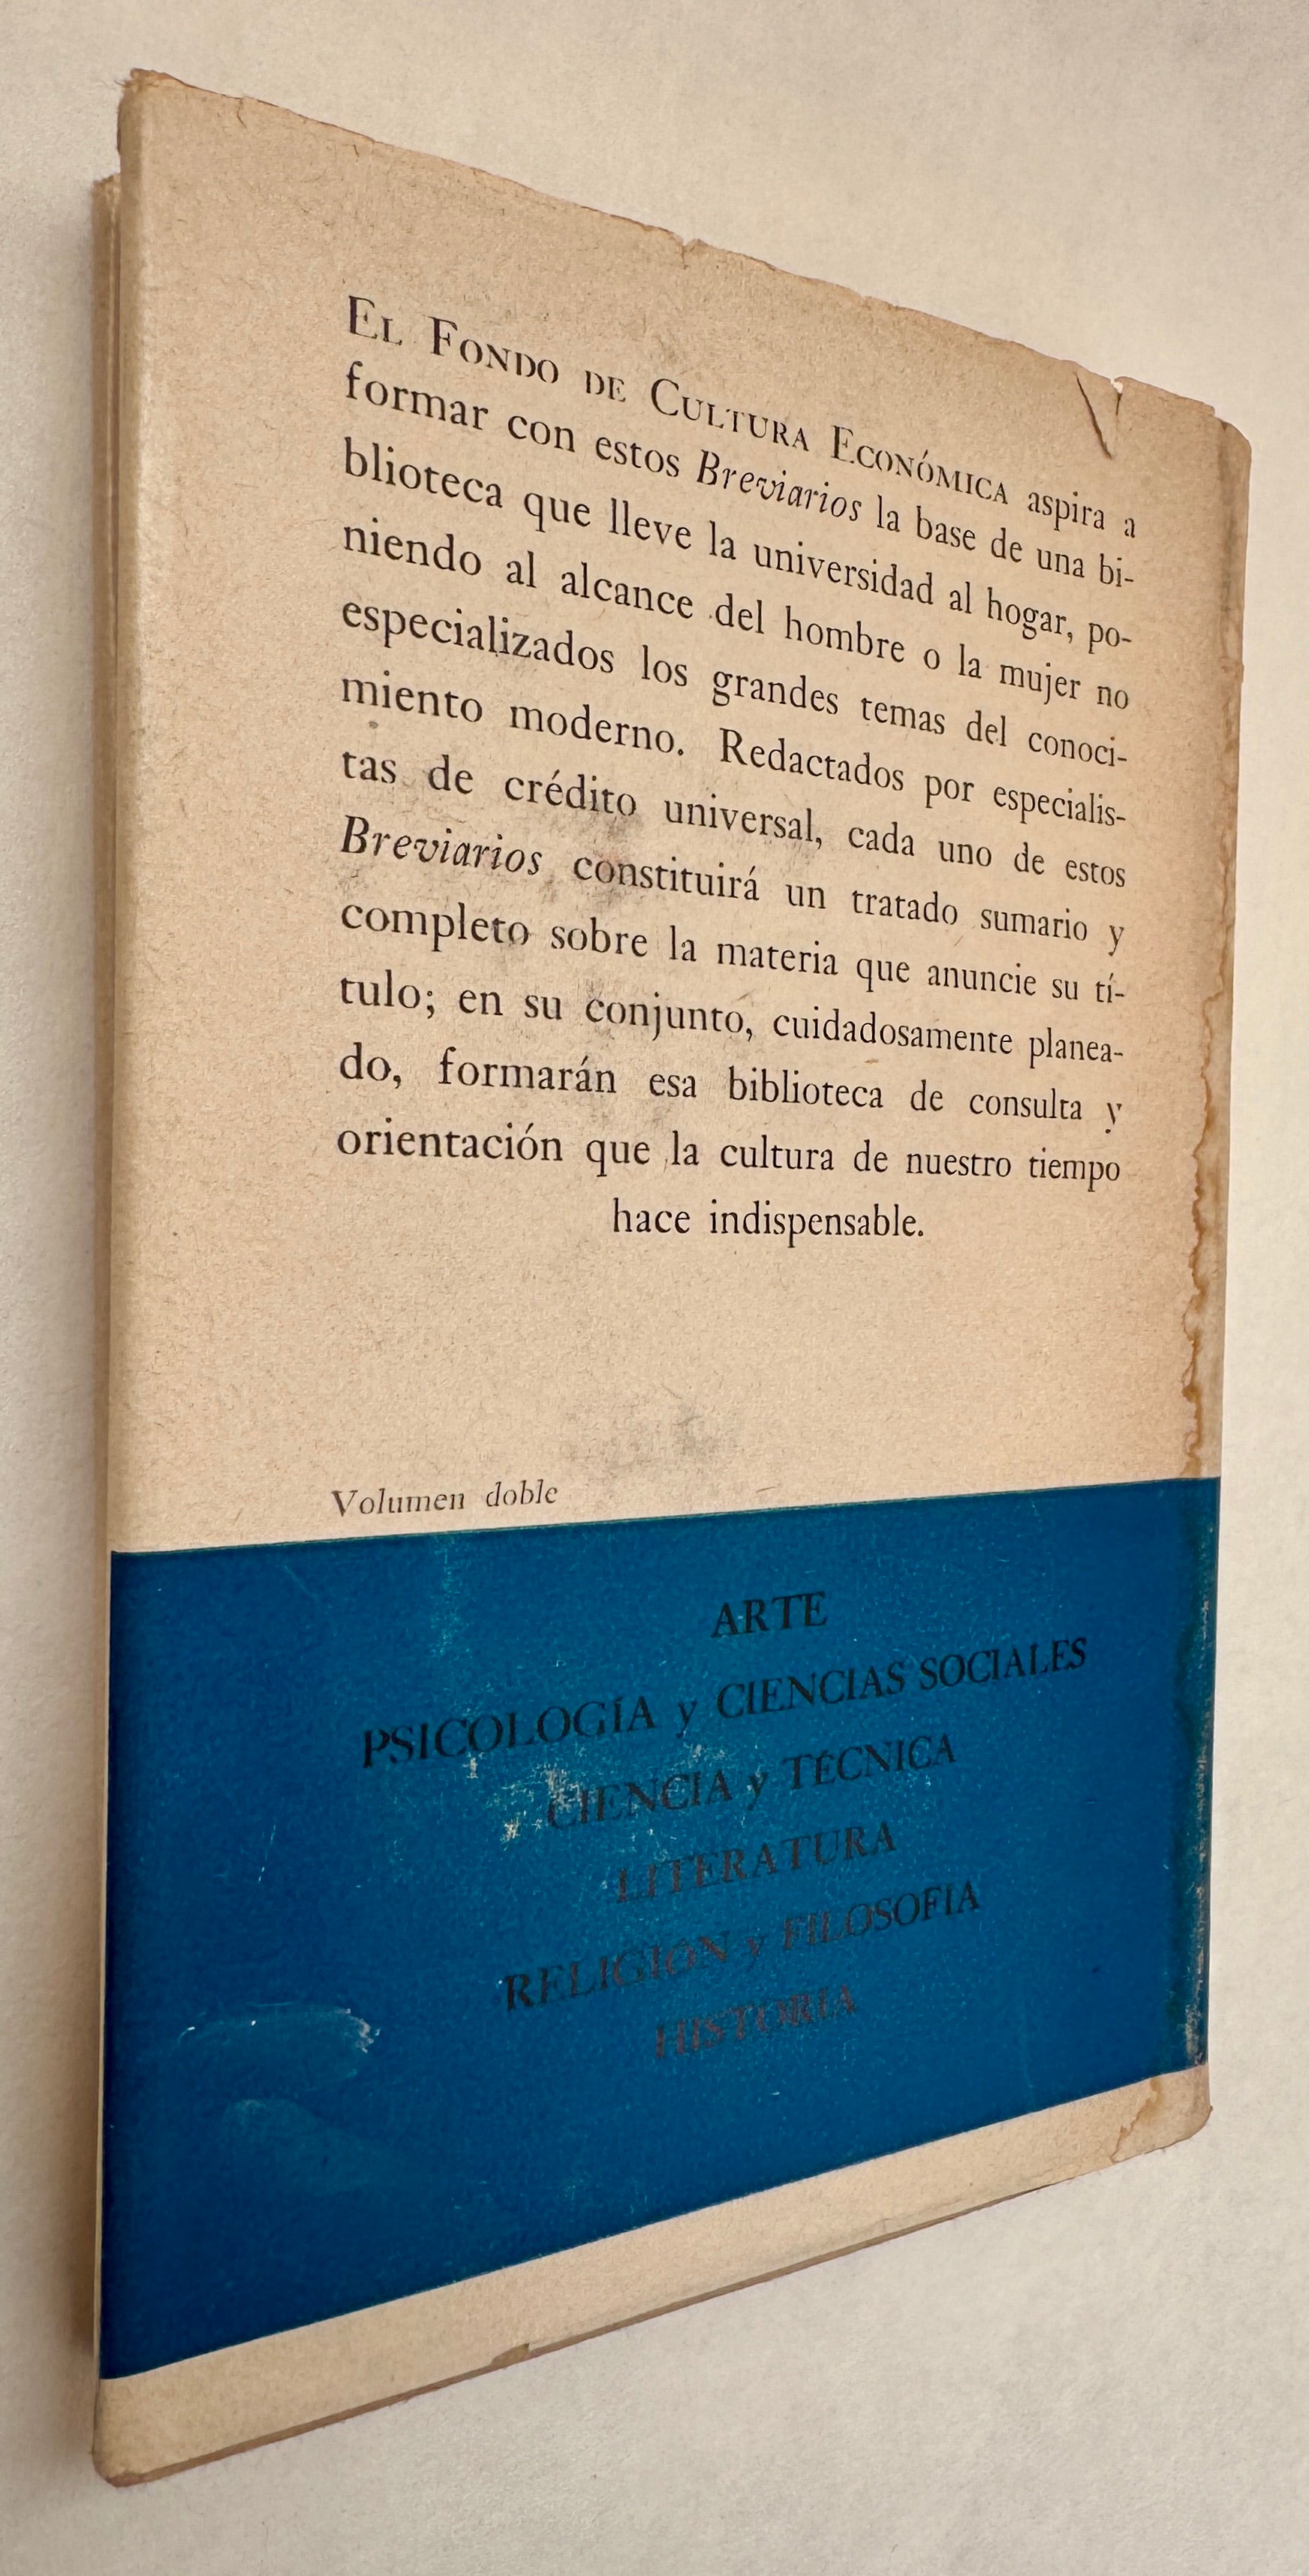 El Fondo de Cultura Económica aspira a
formar con estos Breviarios la base de una bi-
blioteca que lleve la universidad al hogar, po-
niendo al alcance del hombre o la mujer no
especializados los grandes temas del conoci-
miento moderno. Redactados por especialis-
tas de crédito universal, cada uno de estos
Breviarios constituirá un tratado sumario y
completo sobre la materia que anuncie su tí-
tulo; en su conjunto, cuidadosamente planea-
do, formarán esa biblioteca de consulta y
orientación que la cultura de nuestro tiempo
hace indispensable.
Volumen doble
ARTE
PSICOLOGÍA y CIENCIAS SOCIALES
CIENCIA y TÉCNICA
LITERATURA
RELIGIÓN y FILOSOFÍA
HISTORIA